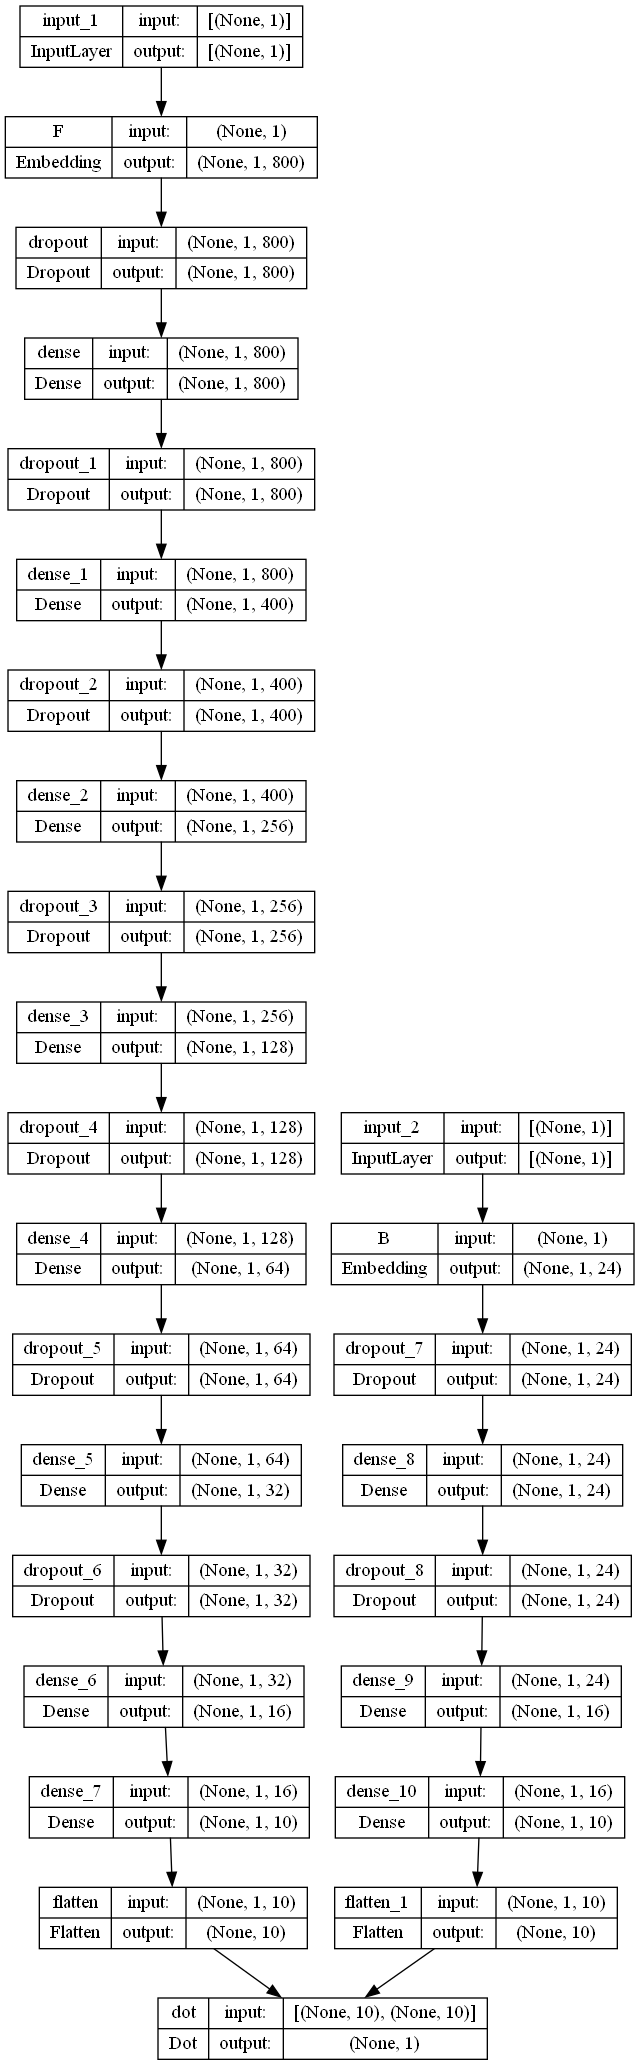 input_1 input: [(None, 1)]
InputLayer output: [(None, 1)]
F input: (None, 1)
Embedding output: (None, 1, 800)
dropout input: (None, 1, 800)
Dropout output: (None, 1, 800)
dense input: (None, 1, 800)
Dense output: (None, 1, 800)
dropout_1 input: (None, 1, 800)
Dropout output: (None, 1, 800)
dense_1 input: (None, 1, 800)
Dense output: (None, 1, 400)
dropout_2 input: (None, 1, 400)
Dropout output: (None, 1, 400)
dense_2 input: (None, 1, 400)
Dense output: (None, 1, 256)
dropout_3 input: (None, 1, 256)
Dropout output: (None, 1, 256)
dense_3 input: (None, 1, 256)
Dense output: (None, 1, 128)
dropout_4 input: (None, 1, 128)
Dropout output: (None, 1, 128)
dense_4 input: (None, 1, 128)
Dense output: (None, 1, 64)
dropout_5 input: (None, 1, 64)
Dropout output: (None, 1, 64)
dense_5 input: (None, 1, 64)
Dense output: (None, 1, 32)
dropout_6 input: (None, 1, 32)
Dropout output: (None, 1, 32)
dense_6 input: (None, 1, 32)
Dense output: (None, 1, 16)
dense_7 input: (None, 1, 16)
Dense output: (None, 1, 10)
flatten input: (None, 1, 10)
Flatten output: (None, 10)
input_2 input: [(None, 1)]
InputLayer output: [(None, 1)]
B input: (None, 1)
Embedding output: (None, 1, 24)
dropout_7 input: (None, 1, 24)
Dropout output: (None, 1, 24)
dense_8 input: (None, 1, 24)
Dense output: (None, 1, 24)
dropout_8 input: (None, 1, 24)
Dropout output: (None, 1, 24)
dense_9 input: (None, 1, 24)
Dense output: (None, 1, 16)
dense_10 input: (None, 1, 16)
Dense output: (None, 1, 10)
flatten_1 input: (None, 1, 10)
Flatten output: (None, 10)
dot input: [(None, 10), (None, 10)]
Dot output: (None, 1)